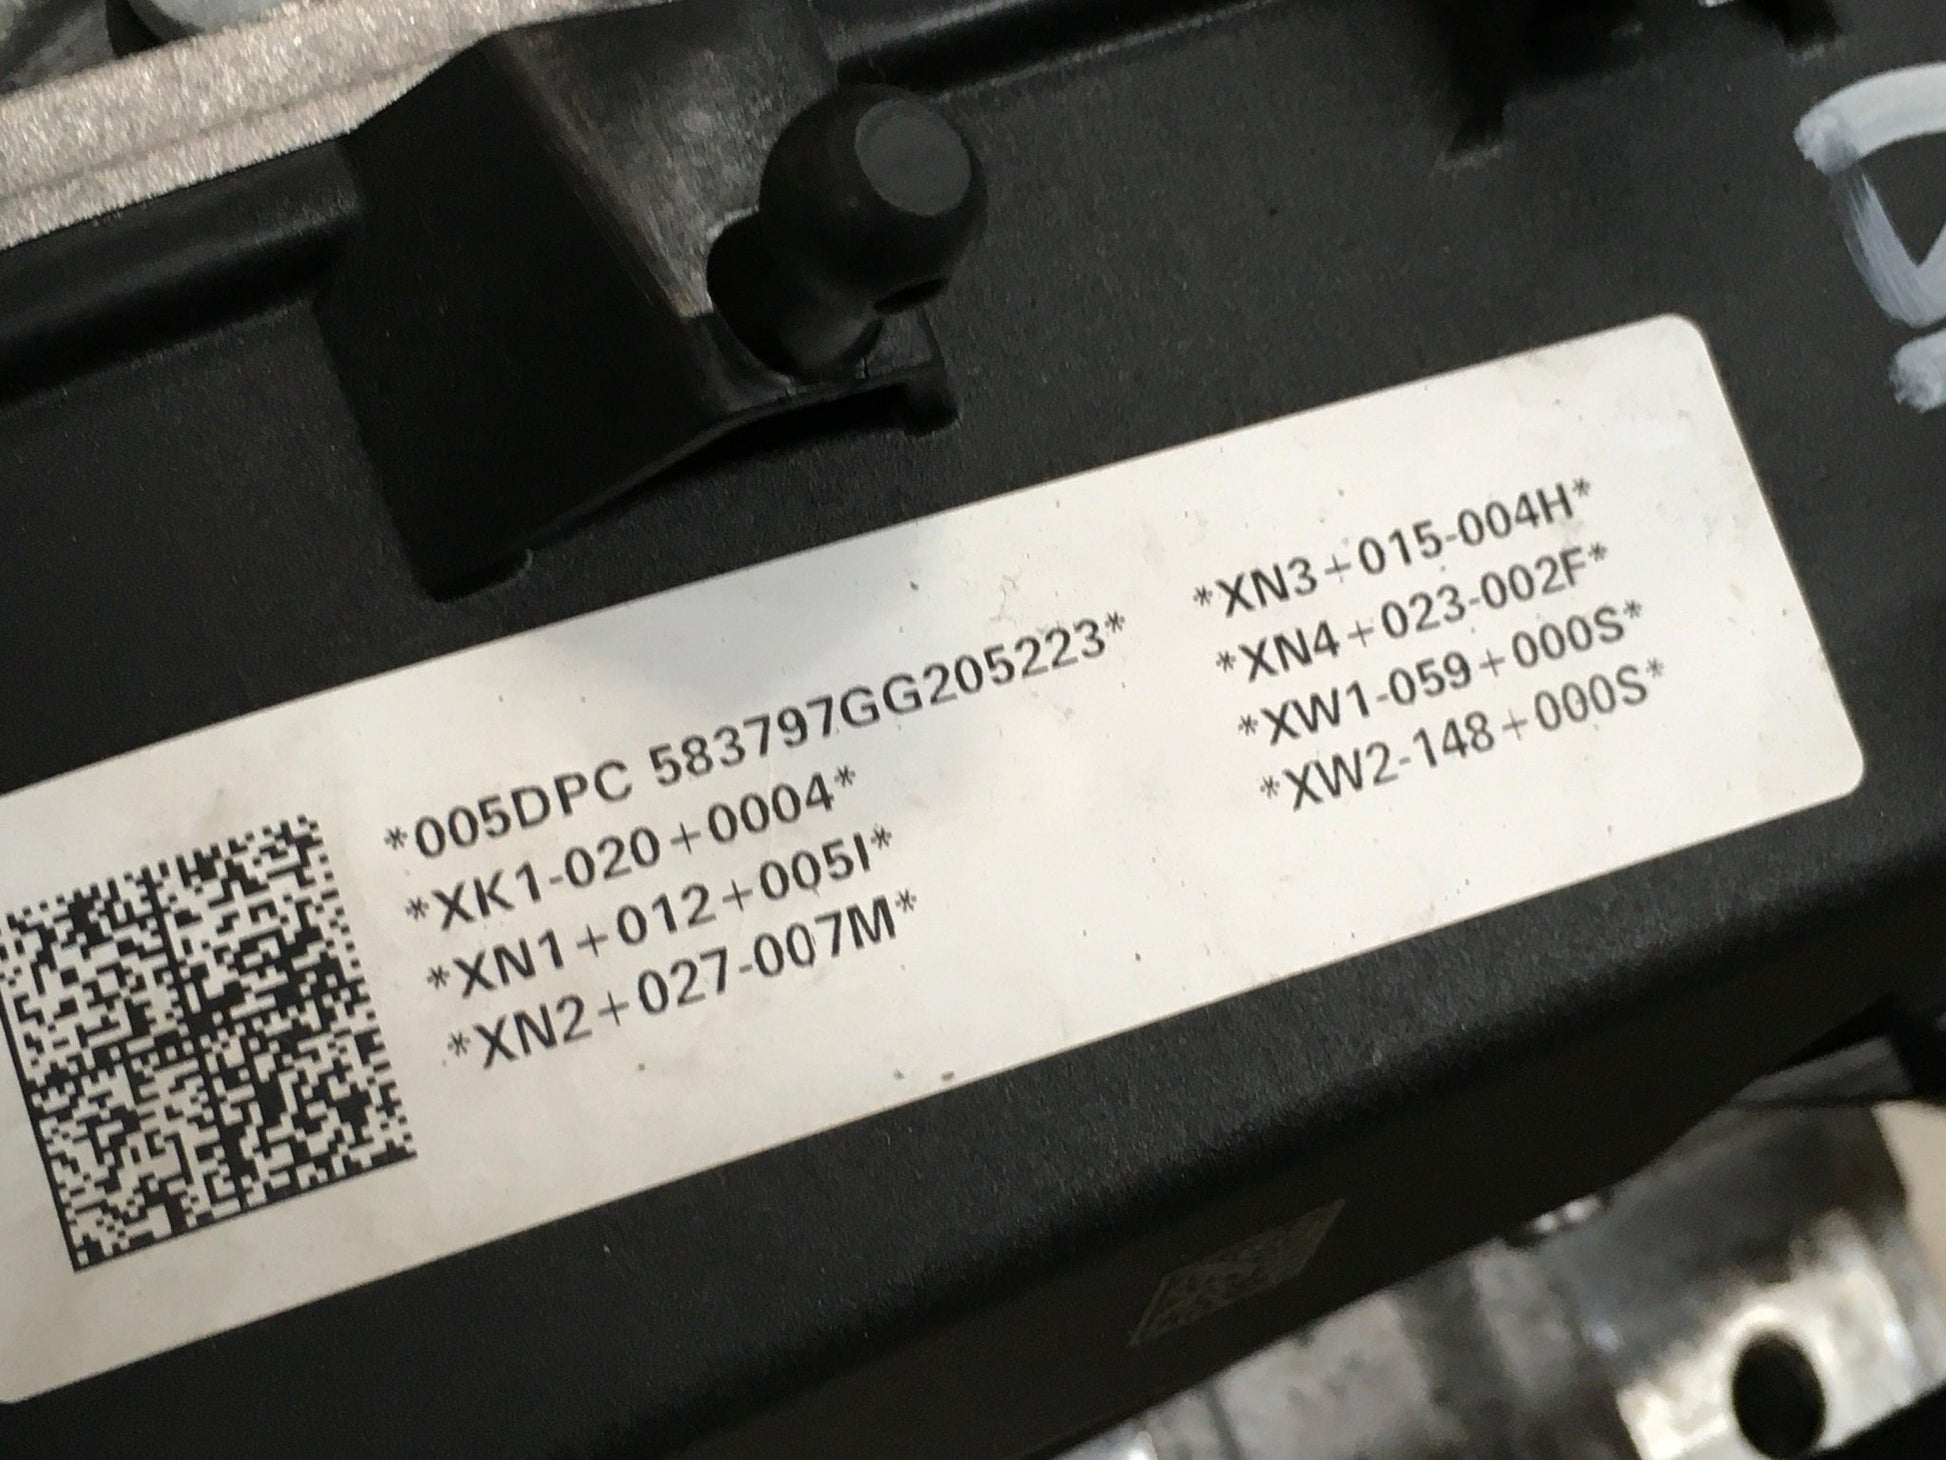 *005DPC 583797GG205223*
*XK1-020+0004*
*XN1+012+005I*
*XN2+027-007M*
*XN3+015-004H*
*XN4+023-002F*
*XW1-059+000S*
*XW2-148+000S*